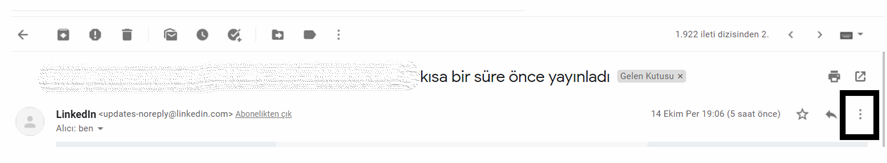 1.922 ileti dizisinden 2.
kısa bir süre önce yayınladı Gelen Kutusu ×
LinkedIn <updates-noreply@linkedin.com> Abonelikten çık 14 Ekim Per 19:06 (5 saat önce)
Alıcı: ben